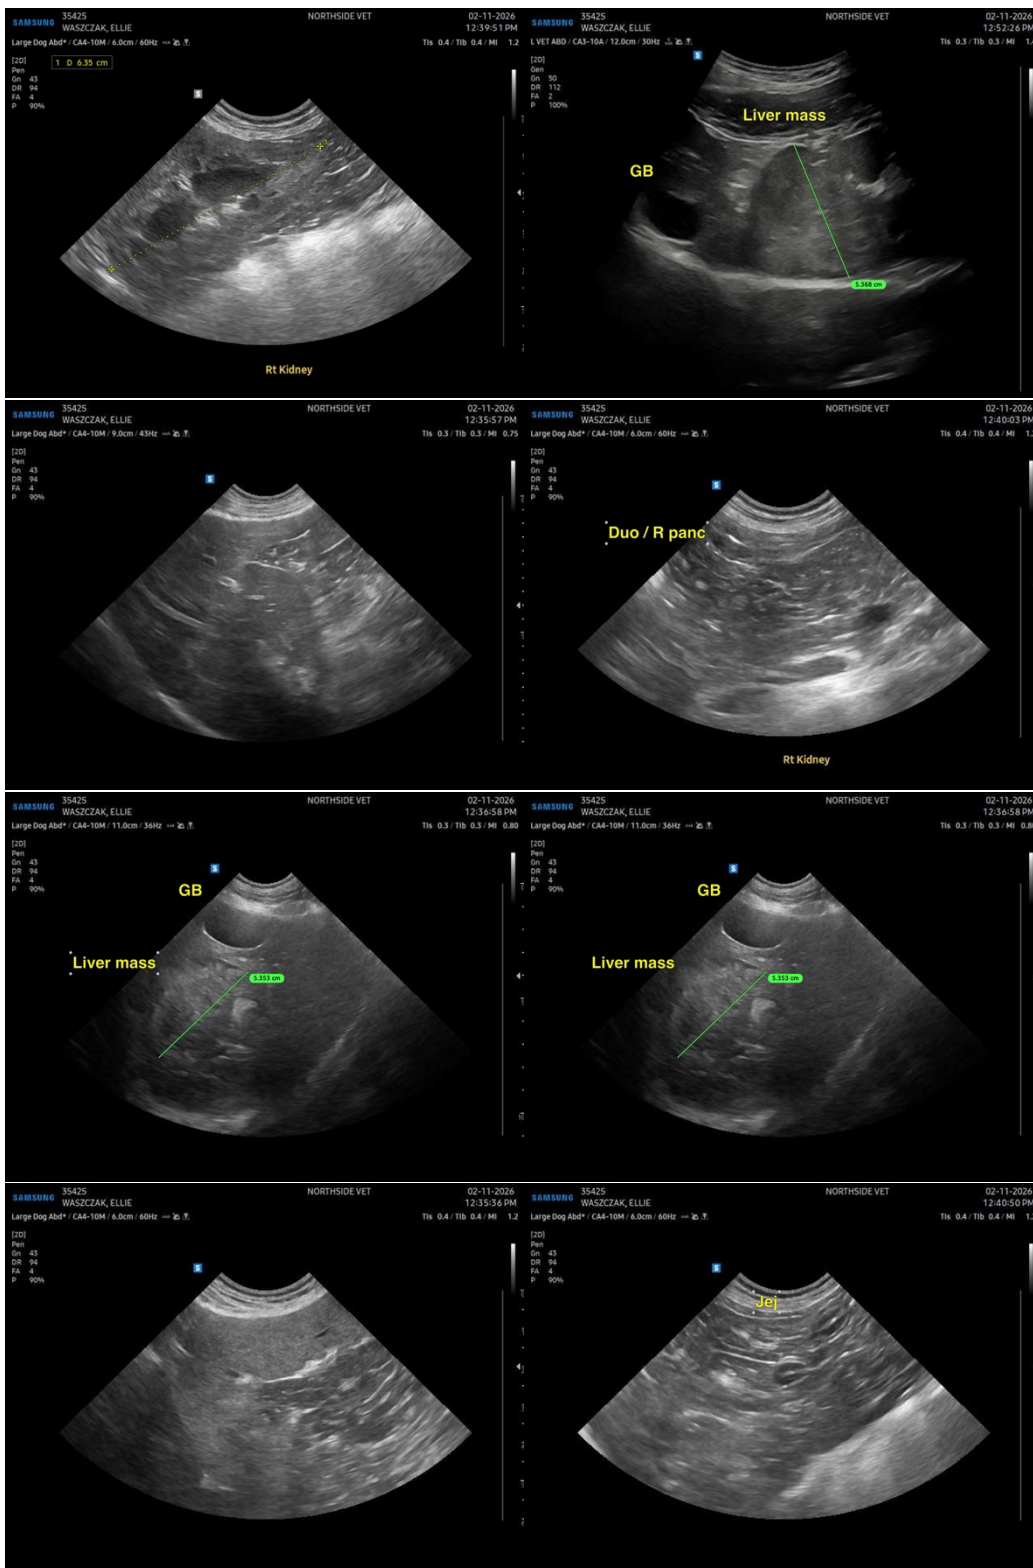 SAMSUNG
35425
WASZCZAK, ELLIE
NORTHSIDE VET
02-11-2026
12:39:51 PM
Large Dog Abd* / CA4-10M / 6.0cm / 60Hz
TIs 0.4 / TIb 0.4 / MI 1.2
[2D]
Pen
Gn 43
DR 94
FA 4
P 90%
1 D 6.35 cm
S
Rt Kidney
SAMSUNG
35425
WASZCZAK, ELLIE
NORTHSIDE VET
02-11-2026
12:52:26 PM
L VET ABD / CA3-10A / 12.0cm / 30Hz
TIs 0.3 / TIb 0.3 / MI
[2D]
Gen
Gn 50
DR 112
FA 2
P 100%
S
Liver mass
GB
5.368 cm
SAMSUNG
35425
WASZCZAK, ELLIE
NORTHSIDE VET
02-11-2026
12:35:57 PM
Large Dog Abd* / CA4-10M / 9.0cm / 43Hz
TIs 0.3 / TIb 0.3 / MI 0.75
[2D]
Pen
Gn 43
DR 94
FA 4
P 90%
S
SAMSUNG
35425
WASZCZAK, ELLIE
NORTHSIDE VET
02-11-2026
12:40:03 PM
Large Dog Abd* / CA4-10M / 6.0cm / 60Hz
TIs 0.4 / TIb 0.4 / MI
[2D]
Pen
Gn 43
DR 94
FA 4
P 90%
S
Duo / R panc
Rt Kidney
SAMSUNG
35425
WASZCZAK, ELLIE
NORTHSIDE VET
02-11-2026
12:36:58 PM
Large Dog Abd* / CA4-10M / 11.0cm / 36Hz
TIs 0.3 / TIb 0.3 / MI 0.80
[2D]
Pen
Gn 43
DR 94
FA 4
P 90%
S
GB
Liver mass
5.353 cm
SAMSUNG
35425
WASZCZAK, ELLIE
NORTHSIDE VET
02-11-2026
12:36:58 PM
Large Dog Abd* / CA4-10M / 11.0cm / 36Hz
TIs 0.3 / TIb 0.3 / MI
[2D]
Pen
Gn 43
DR 94
FA 4
P 90%
S
GB
Liver mass
5.353 cm
SAMSUNG
35425
WASZCZAK, ELLIE
NORTHSIDE VET
02-11-2026
12:35:36 PM
Large Dog Abd* / CA4-10M / 6.0cm / 60Hz
TIs 0.4 / TIb 0.4 / MI 1.2
[2D]
Pen
Gn 43
DR 94
FA 4
P 90%
S
SAMSUNG
35425
WASZCZAK, ELLIE
NORTHSIDE VET
02-11-2026
12:40:50 PM
Large Dog Abd* / CA4-10M / 6.0cm / 60Hz
TIs 0.4 / TIb 0.4 / MI
[2D]
Pen
Gn 43
DR 94
FA 4
P 90%
S
Jej